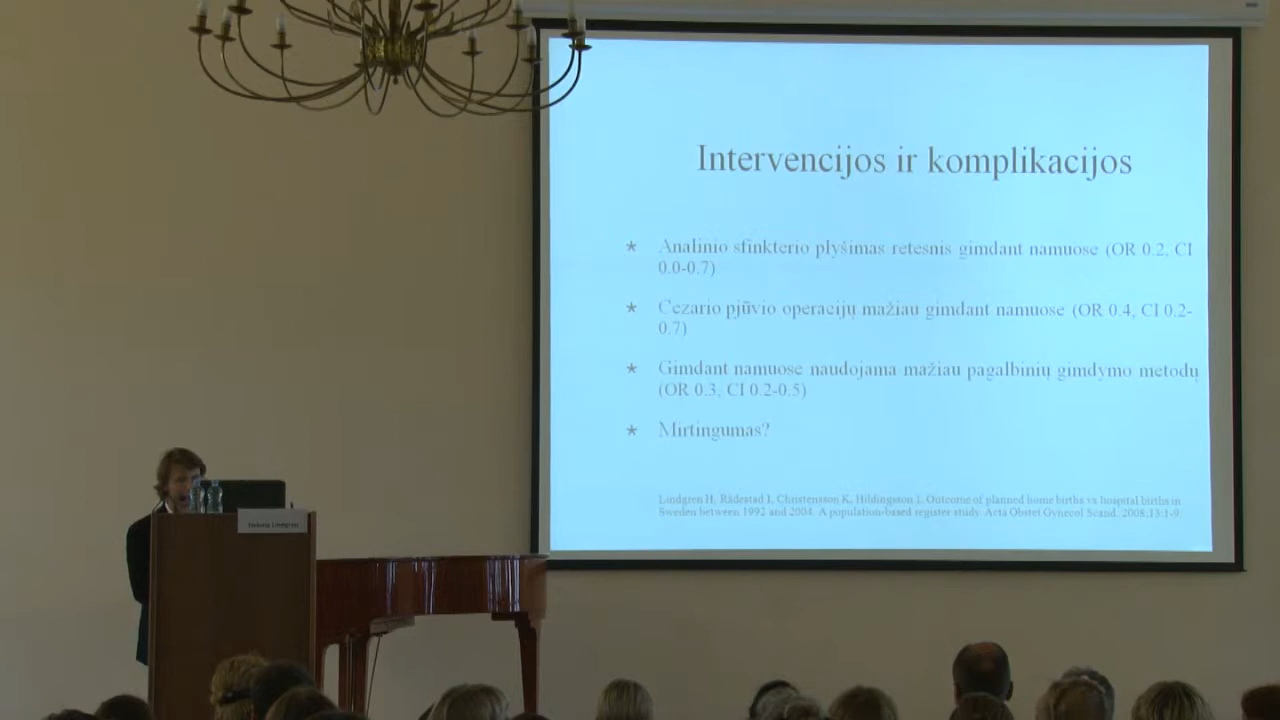 Intervencijos ir komplikacijos
* Analinio sfinkterio plyšimas retesnis gimdant namuose (OR 0.2, CI
0.0-0.7)
* Cezario pjūvio operacijų mažiau gimdant namuose (OR 0.4, CI 0.2-
0.7)
* Gimdant namuose naudojama mažiau pagalbinių gimdymo metodų
(OR 0.3, CI 0.2-0.5)
* Mirtingumas?
Lindgren H, Rådestad I, Christensson K, Hildingsson I. Outcome of planned home births vs hospital births in
Sweden between 1992 and 2004. A population-based register study. Acta Obstet Gynecol Scand. 2008;13:1-9.
Lindgren